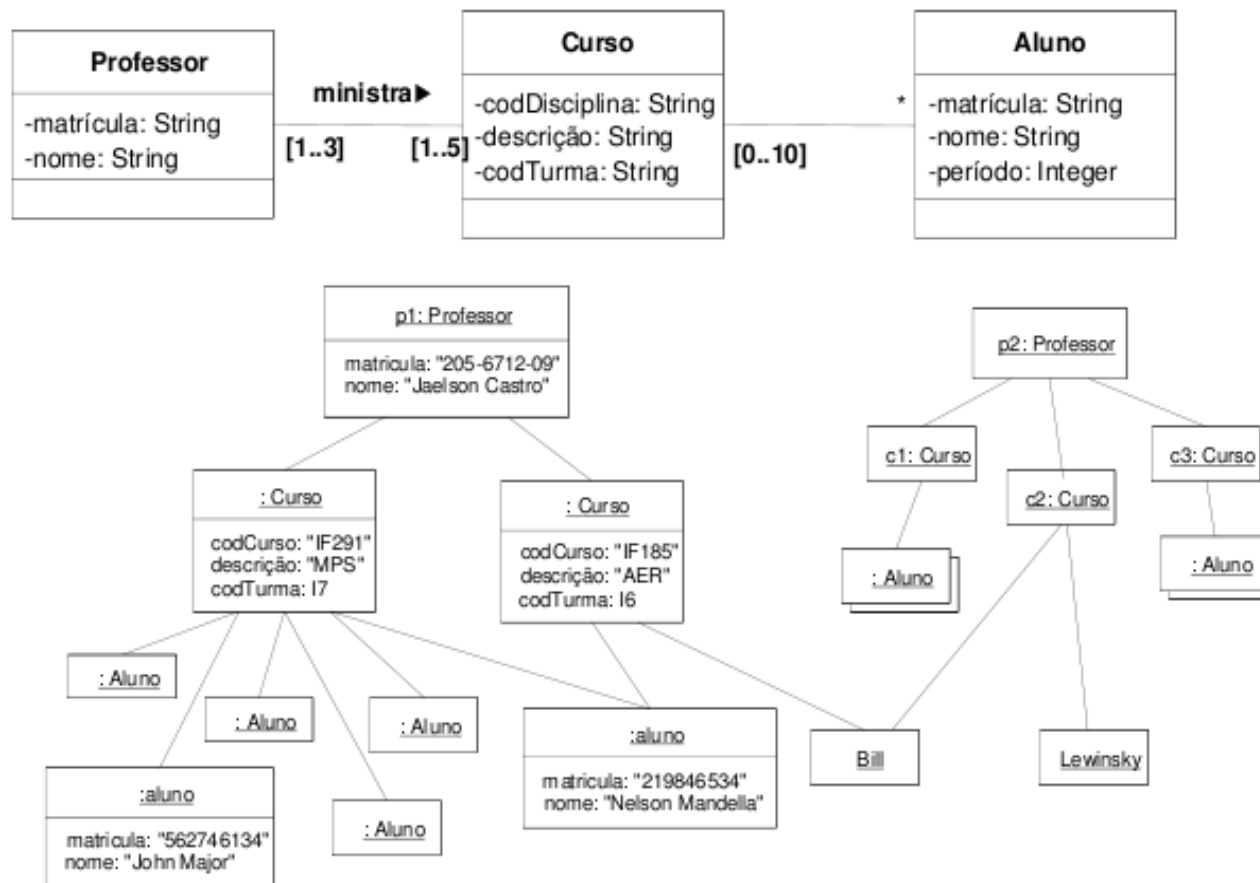 Professor
-matrícula: String
-nome: String
ministra▶
[1..3]
[1..5]
Curso
-codDisciplina: String
-descrição: String
-codTurma: String
[0..10]
*
Aluno
-matrícula: String
-nome: String
-período: Integer
p1: Professor
matricula: "205-6712-09"
nome: "Jaelson Castro"
: Curso
codCurso: "IF291"
descrição: "MPS"
codTurma: I7
: Curso
codCurso: "IF185"
descrição: "AER"
codTurma: I6
: Aluno
: Aluno
: Aluno
: Aluno
:aluno
matricula: "562746134"
nome: "John Major"
:aluno
matricula: "219846534"
nome: "Nelson Mandella"
p2: Professor
c1: Curso
c2: Curso
c3: Curso
: Aluno
: Aluno
Bill
Lewinsky